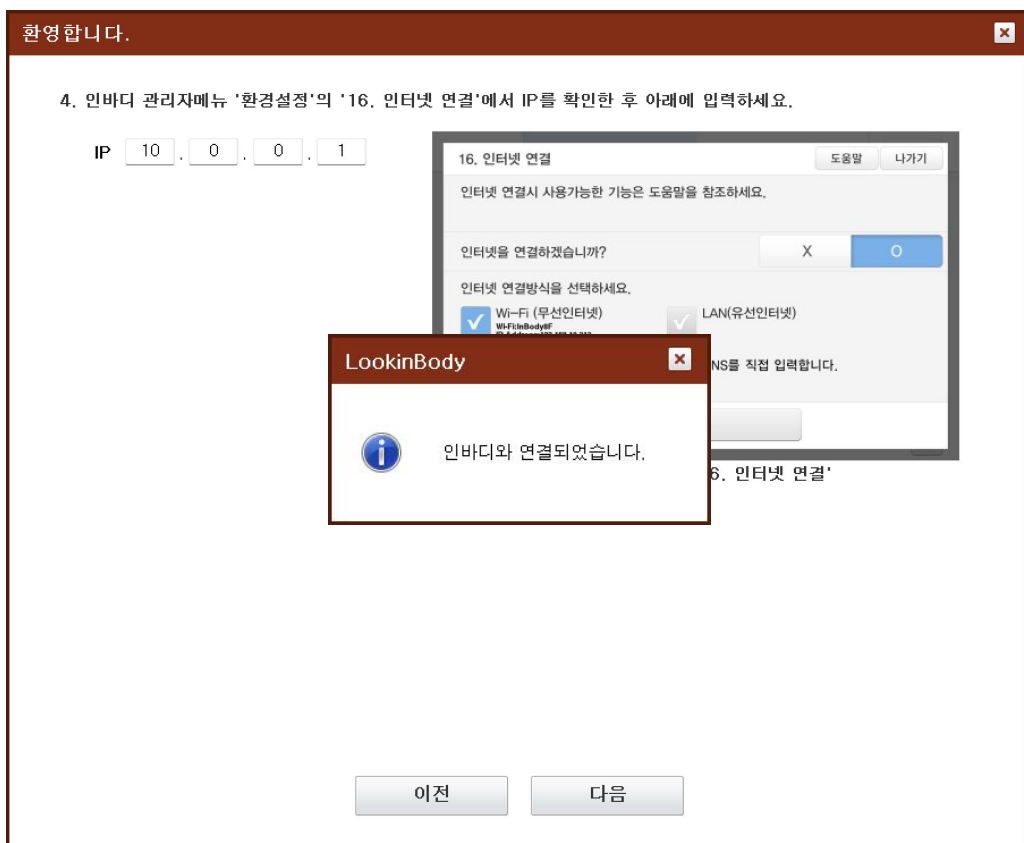 환영합니다.
4. 인바디 관리자메뉴 '환경설정'의 '16. 인터넷 연결'에서 IP를 확인한 후 아래에 입력하세요.
IP 10 . 0 . 0 . 1
16. 인터넷 연결 도움말 나가기
인터넷 연결시 사용가능한 기능은 도움말을 참조하세요.
인터넷을 연결하겠습니까? X O
인터넷 연결방식을 선택하세요.
Wi-Fi (무선인터넷) LAN(유선인터넷)
Wi-Fi:InBody8F
NS를 직접 입력합니다.
LookinBody
인바디와 연결되었습니다.
6. 인터넷 연결'
이전 다음